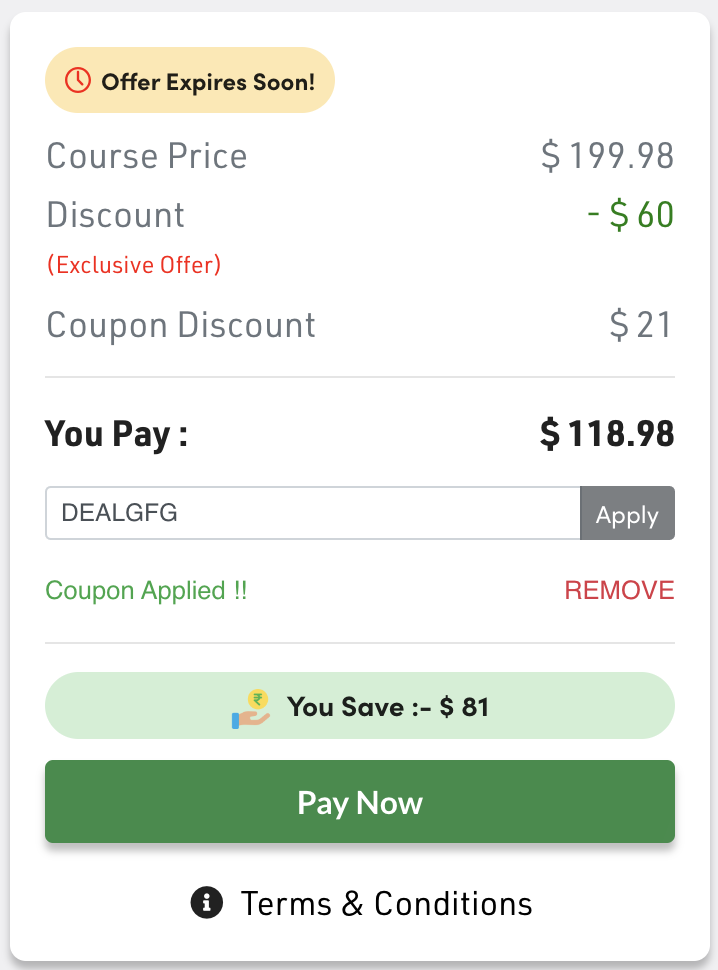 Offer Expires Soon!
Course Price $ 199.98
Discount - $ 60
(Exclusive Offer)
Coupon Discount $ 21
You Pay : $ 118.98
DEALGFG Apply
Coupon Applied !! REMOVE
₹ You Save :- $ 81
Pay Now
i Terms & Conditions